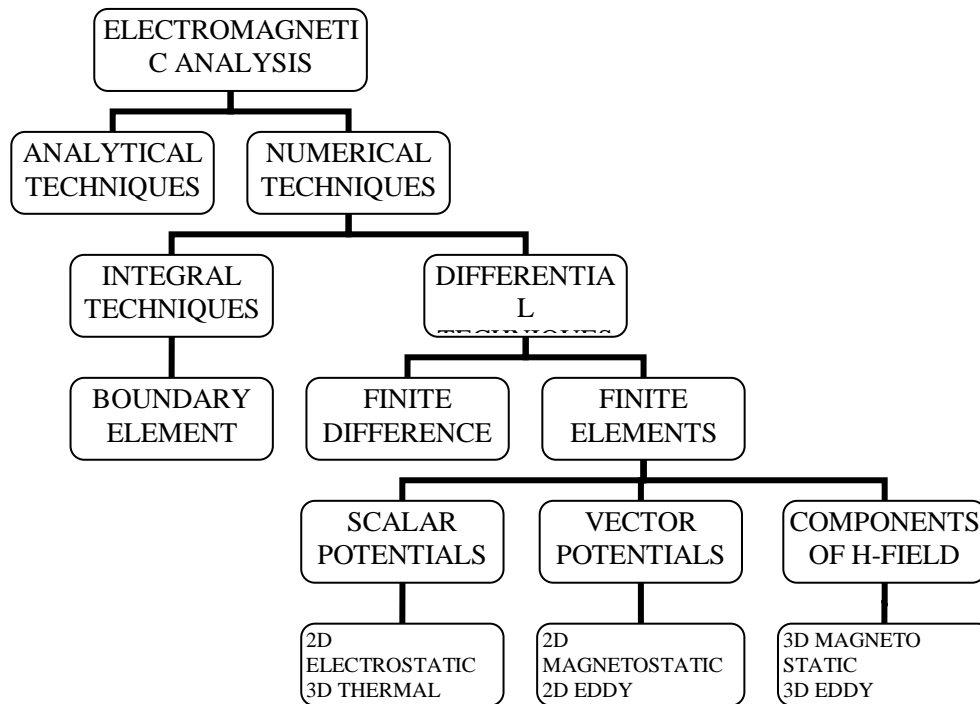 ELECTROMAGNETI
C ANALYSIS
ANALYTICAL
TECHNIQUES
NUMERICAL
TECHNIQUES
INTEGRAL
TECHNIQUES
DIFFERENTIA
L
TECHNIQUES
BOUNDARY
ELEMENT
FINITE
DIFFERENCE
FINITE
ELEMENTS
SCALAR
POTENTIALS
VECTOR
POTENTIALS
COMPONENTS
OF H-FIELD
2D
ELECTROSTATIC
3D THERMAL
2D
MAGNETOSTATIC
2D EDDY
3D MAGNETO
STATIC
3D EDDY